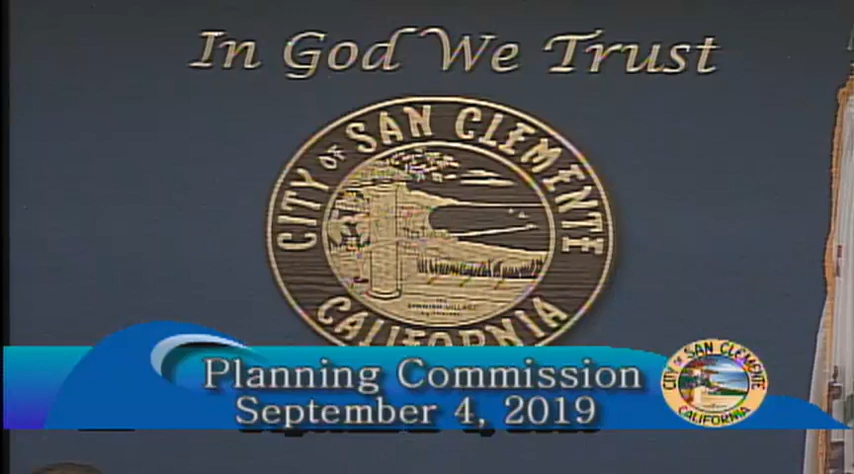 In God We Trust
CITY OF SAN CLEMENTE
CALIFORNIA
Planning Commission
September 4, 2019
CITY OF SAN CLEMENTE
CALIFORNIA